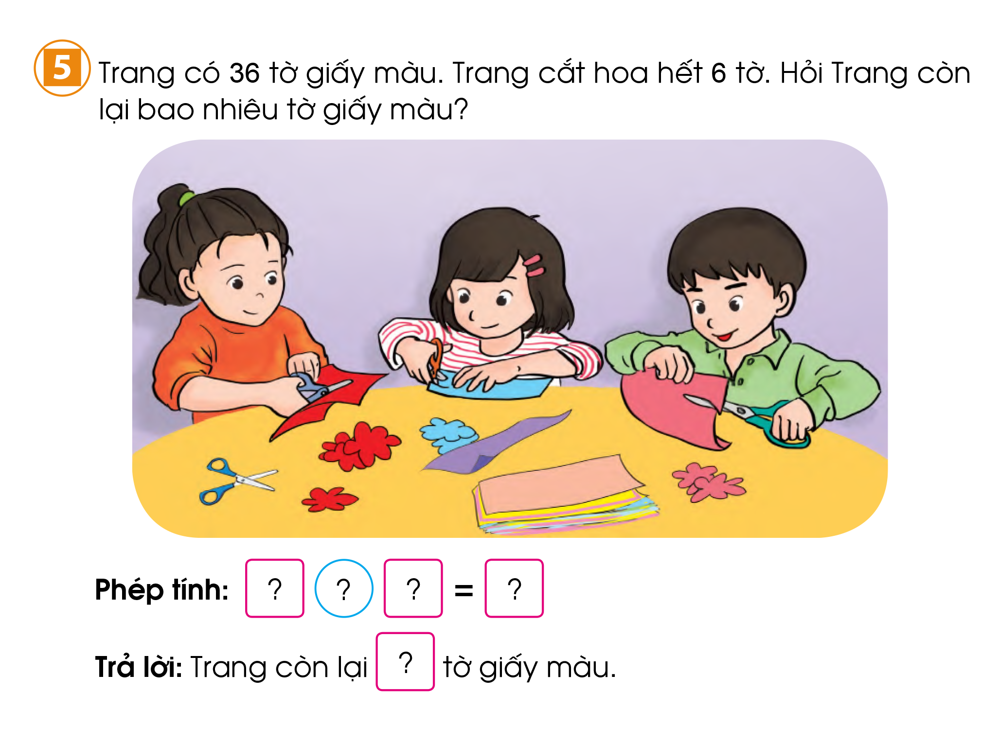 5 Trang có 36 tờ giấy màu. Trang cắt hoa hết 6 tờ. Hỏi Trang còn
lại bao nhiêu tờ giấy màu?
Phép tính: ? ? ? = ?
Trả lời: Trang còn lại ? tờ giấy màu.